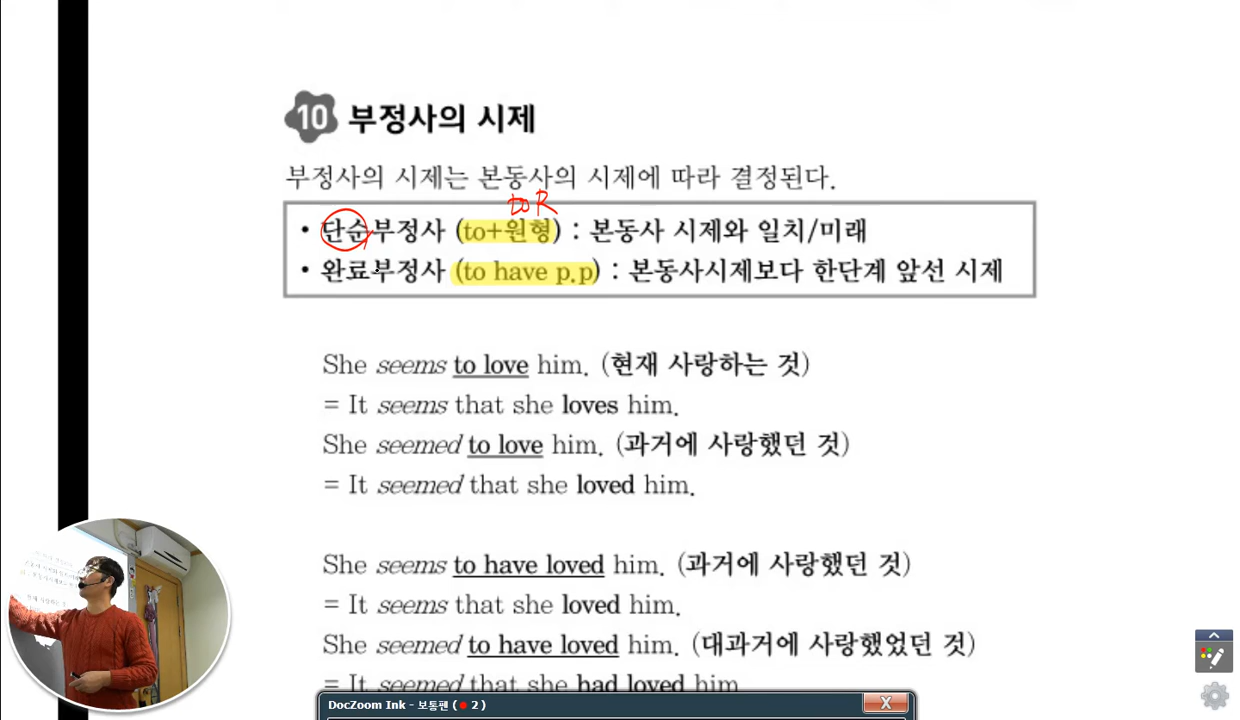 10 부정사의 시제
부정사의 시제는 본동사의 시제에 따라 결정된다.
to R
• 단순부정사 (to+원형) : 본동사 시제와 일치/미래
• 완료부정사 (to have p.p) : 본동사시제보다 한단계 앞선 시제
She seems to love him. (현재 사랑하는 것)
= It seems that she loves him.
She seemed to love him. (과거에 사랑했던 것)
= It seemed that she loved him.
She seems to have loved him. (과거에 사랑했던 것)
= It seems that she loved him.
She seemed to have loved him. (대과거에 사랑했었던 것)
= It seemed that she had loved him
DocZoom Ink - 보통펜 ( 2 ) X